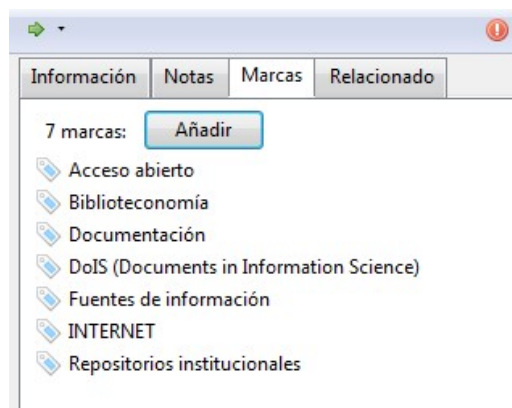 Información Notas Marcas Relacionado
7 marcas: Añadir
Acceso abierto
Biblioteconomía
Documentación
DoIS (Documents in Information Science)
Fuentes de información
INTERNET
Repositorios institucionales